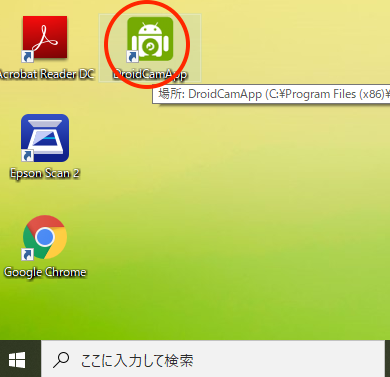 Acrobat Reader DC
DroidCamApp
場所: DroidCamApp (C:¥Program Files (x86)¥
Epson Scan 2
Google Chrome
ここに入力して検索